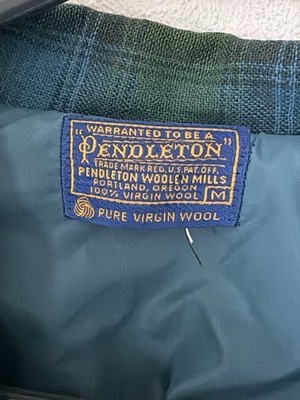 "WARRANTED TO BE A
PENDLETON"
TRADE MARK REG. U.S. PAT. OFF.
PENDLETON WOOLEN MILLS
PORTLAND, OREGON
100% VIRGIN WOOL M
PURE VIRGIN WOOL